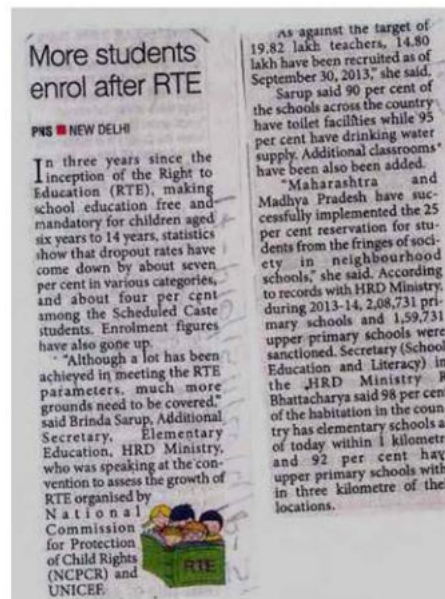 More students
enrol after RTE
PNS ■ NEW DELHI
In three years since the
inception of the Right to
Education (RTE), making
school education free and
mandatory for children aged
six years to 14 years, statistics
show that dropout rates have
come down by about seven
per cent in various categories,
and about four per cent
among the Scheduled Caste
students. Enrolment figures
have also gone up.
"Although a lot has been
achieved in meeting the RTE
parameters, much more
grounds need to be covered,"
said Brinda Sarup, Additional
Secretary, Elementary
Education, HRD Ministry,
who was speaking at the con-
vention to assess the growth of
RTE organised by
National
Commission
for Protection
of Child Rights
(NCPCR) and
UNICEF.
RTE
As against the target of
19.82 lakh teachers, 14.80
lakh have been recruited as of
September 30, 2013," she said.
Sarup said 90 per cent of
the schools across the country
have toilet facilities while 95
per cent have drinking water
supply. Additional classrooms
have been also been added.
"Maharashtra and
Madhya Pradesh have suc-
cessfully implemented the 25
per cent reservation for stu-
dents from the fringes of soci-
ety in neighbourhood
schools," she said. According
to records with HRD Ministry,
during 2013-14, 2,08,731 pri-
mary schools and 1,59,731
upper primary schools were
sanctioned. Secretary (School
Education and Literacy) in
the HRD Ministry R
Bhattacharya said 98 per cent
of the habitation in the coun
try has elementary schools a
of today within 1 kilometr
and 92 per cent hav
upper primary schools with
in three kilometre of the
locations.